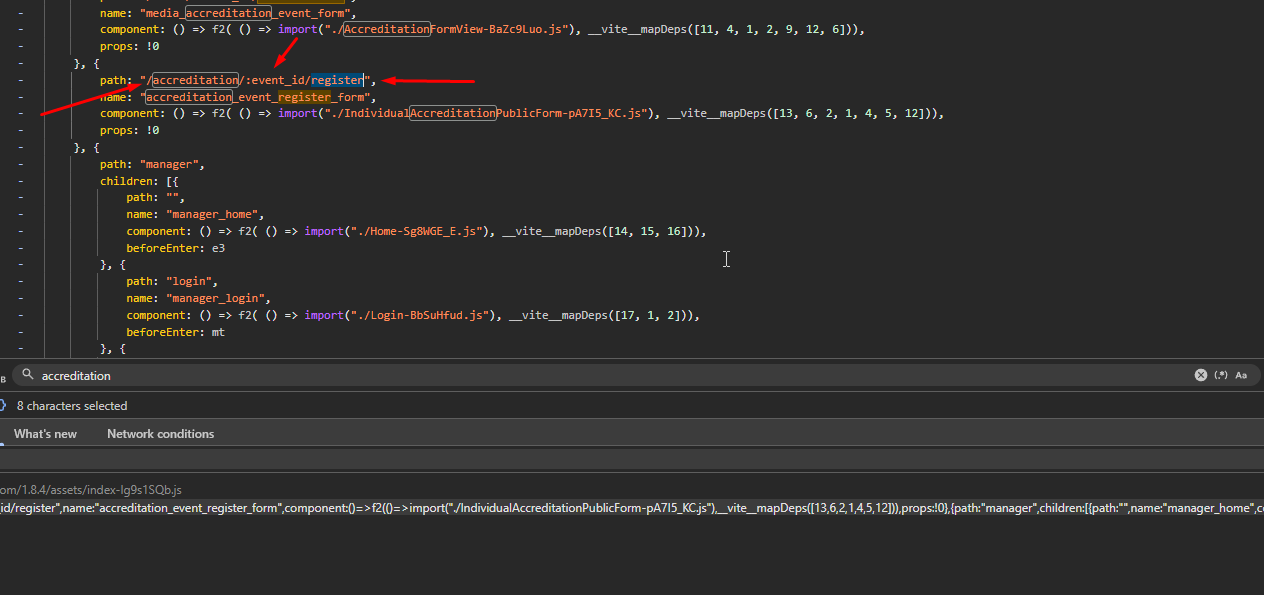 name: "media_accreditation_event_form",
component: () => f2( () => import("./AccreditationFormView-BaZc9Luo.js"), __vite__mapDeps([11, 4, 1, 2, 9, 12, 6])),
props: !0
}, {
path: "/accreditation/:event_id/register",
name: "accreditation_event_register_form",
component: () => f2( () => import("./IndividualAccreditationPublicForm-pA7I5_KC.js"), __vite__mapDeps([13, 6, 2, 1, 4, 5, 12])),
props: !0
}, {
path: "manager",
children: [{
path: "",
name: "manager_home",
component: () => f2( () => import("./Home-Sg8WGE_E.js"), __vite__mapDeps([14, 15, 16])),
beforeEnter: e3
}, {
path: "login",
name: "manager_login",
component: () => f2( () => import("./Login-BbSuHfud.js"), __vite__mapDeps([17, 1, 2])),
beforeEnter: mt
}, {
B
accreditation
(.*) Aa
8 characters selected
What's new Network conditions
om/1.8.4/assets/index-Ig9s1SQb.js
_id/register",name:"accreditation_event_register_form",component:()=>f2(()=>import("./IndividualAccreditationPublicForm-pA7I5_KC.js"),__vite__mapDeps([13,6,2,1,4,5,12])),props:!0},{path:"manager",children:[{path:"",name:"manager_home",c